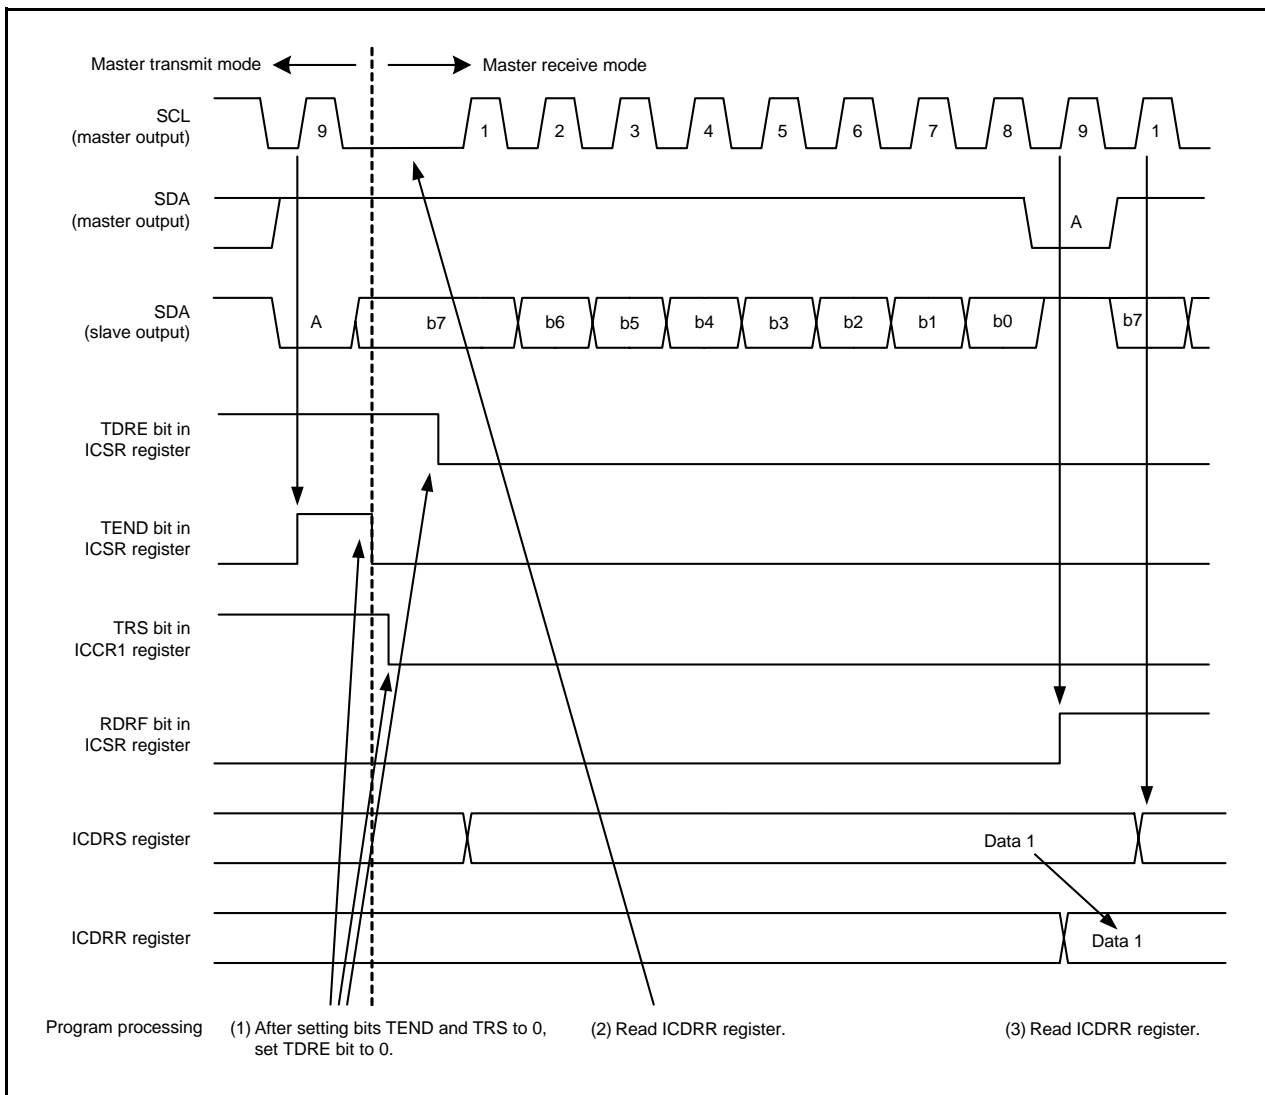 Master transmit mode
Master receive mode
SCL
(master output)
9 1 2 3 4 5 6 7 8 9 1
SDA
(master output)
A
SDA
(slave output)
A b7 b6 b5 b4 b3 b2 b1 b0 b7
TDRE bit in
ICSR register
TEND bit in
ICSR register
TRS bit in
ICCR1 register
RDRF bit in
ICSR register
ICDRS register
Data 1
ICDRR register
Data 1
Program processing
(1) After setting bits TEND and TRS to 0,
set TDRE bit to 0.
(2) Read ICDRR register.
(3) Read ICDRR register.